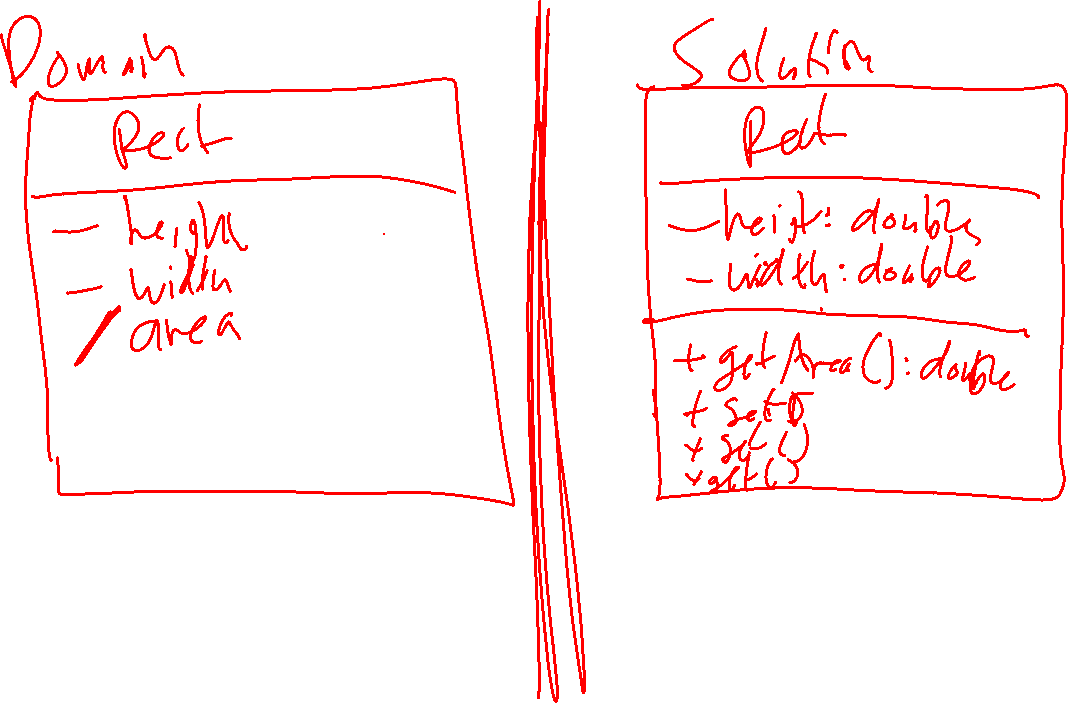 Domain
Rect
- height
- width
/ area
Solution
Rect
- height: double
- width: double
+ getArea(): double
+ set()
+ set()
+ get()